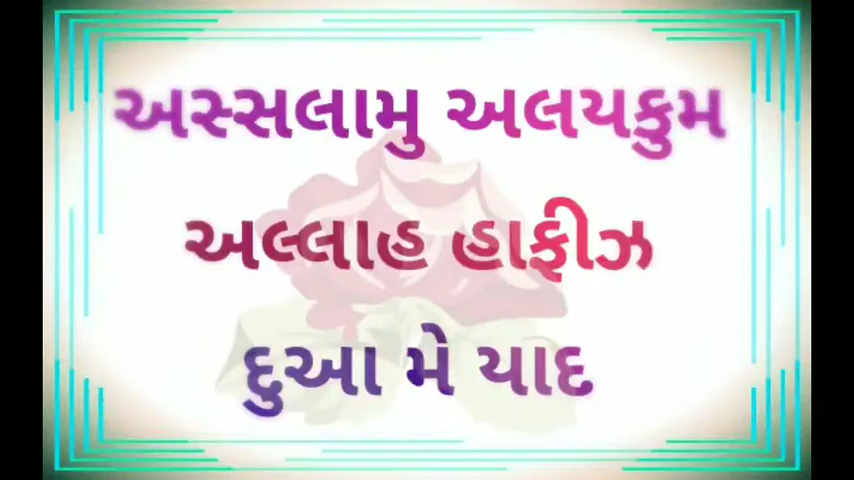 અસ્સલામુ અલયકુમ
અલ્લાહ હાફીઝ
દુઆ મે યાદ